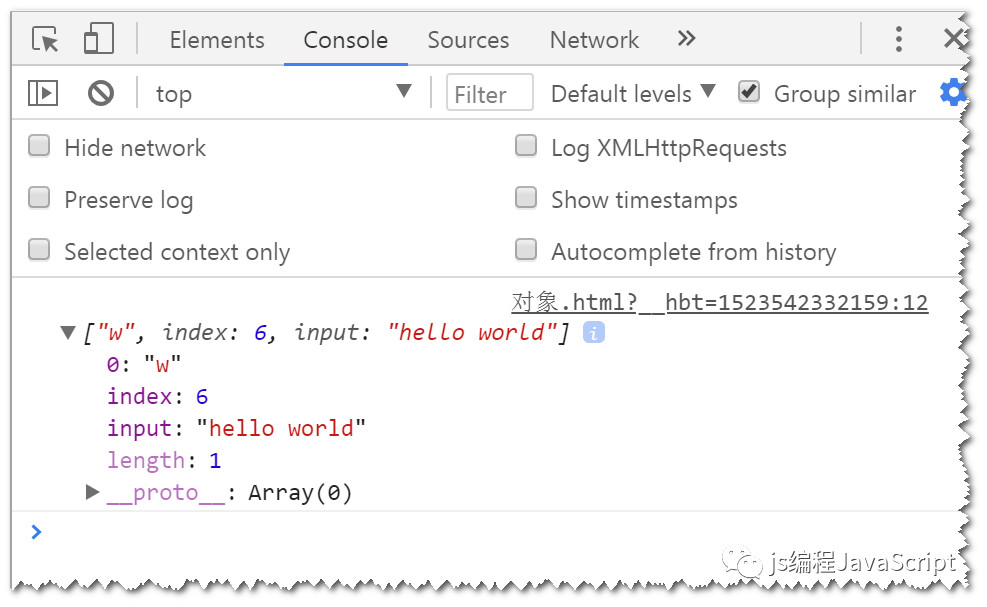 Elements Console Sources Network »
top Filter Default levels Group similar
Hide network Log XMLHttpRequests
Preserve log Show timestamps
Selected context only Autocomplete from history
对象.html?__hbt=1523542332159:12
["w", index: 6, input: "hello world"] i
0: "w"
index: 6
input: "hello world"
length: 1
__proto__: Array(0)
js编程JavaScript